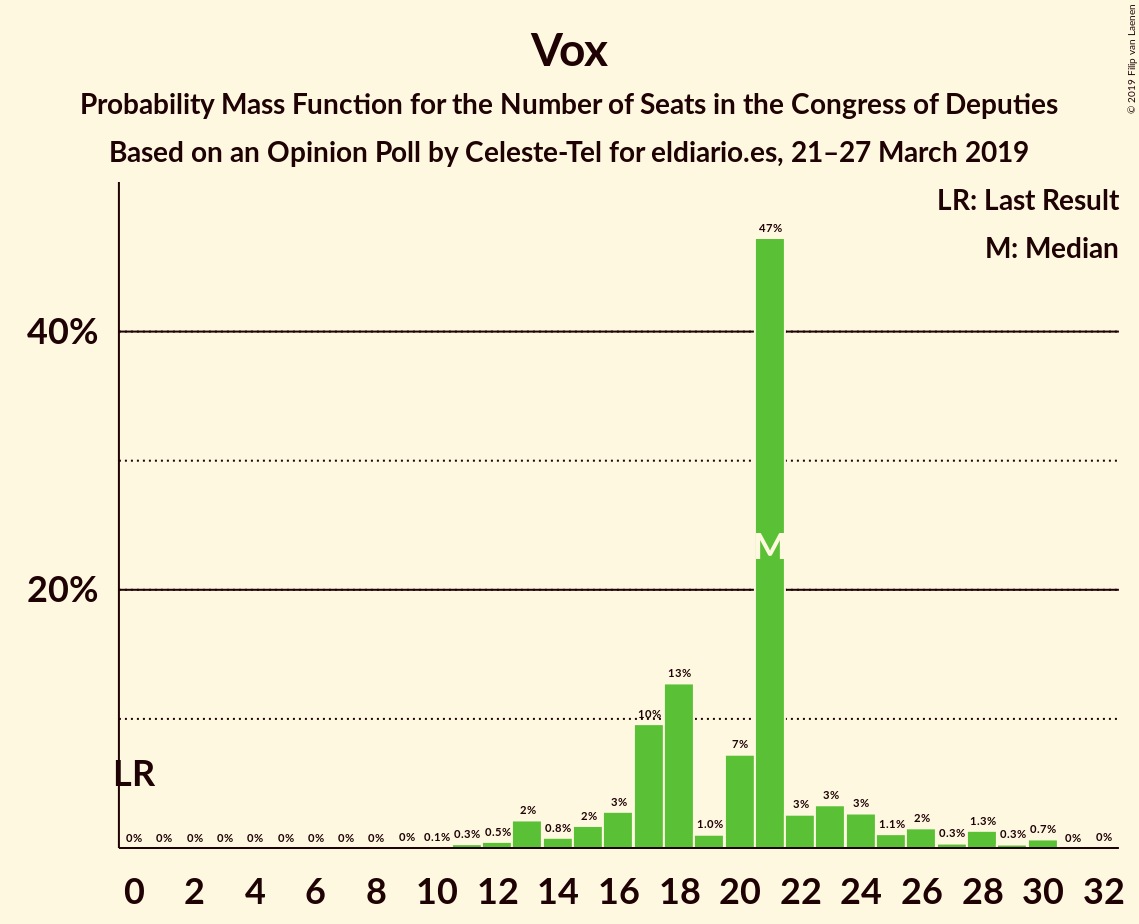 Vox
Probability Mass Function for the Number of Seats in the Congress of Deputies
Based on an Opinion Poll by Celeste-Tel for eldiario.es, 21–27 March 2019
© 2019 Filip van Laenen
LR: Last Result
M: Median
40%
20%
LR
M
0% 0% 0% 0% 0% 0% 0% 0% 0% 0% 0.1% 0.3% 0.5% 2% 0.8% 2% 3% 10% 13% 1.0% 7% 47% 3% 3% 3% 1.1% 2% 0.3% 1.3% 0.3% 0.7% 0% 0%
0 2 4 6 8 10 12 14 16 18 20 22 24 26 28 30 32